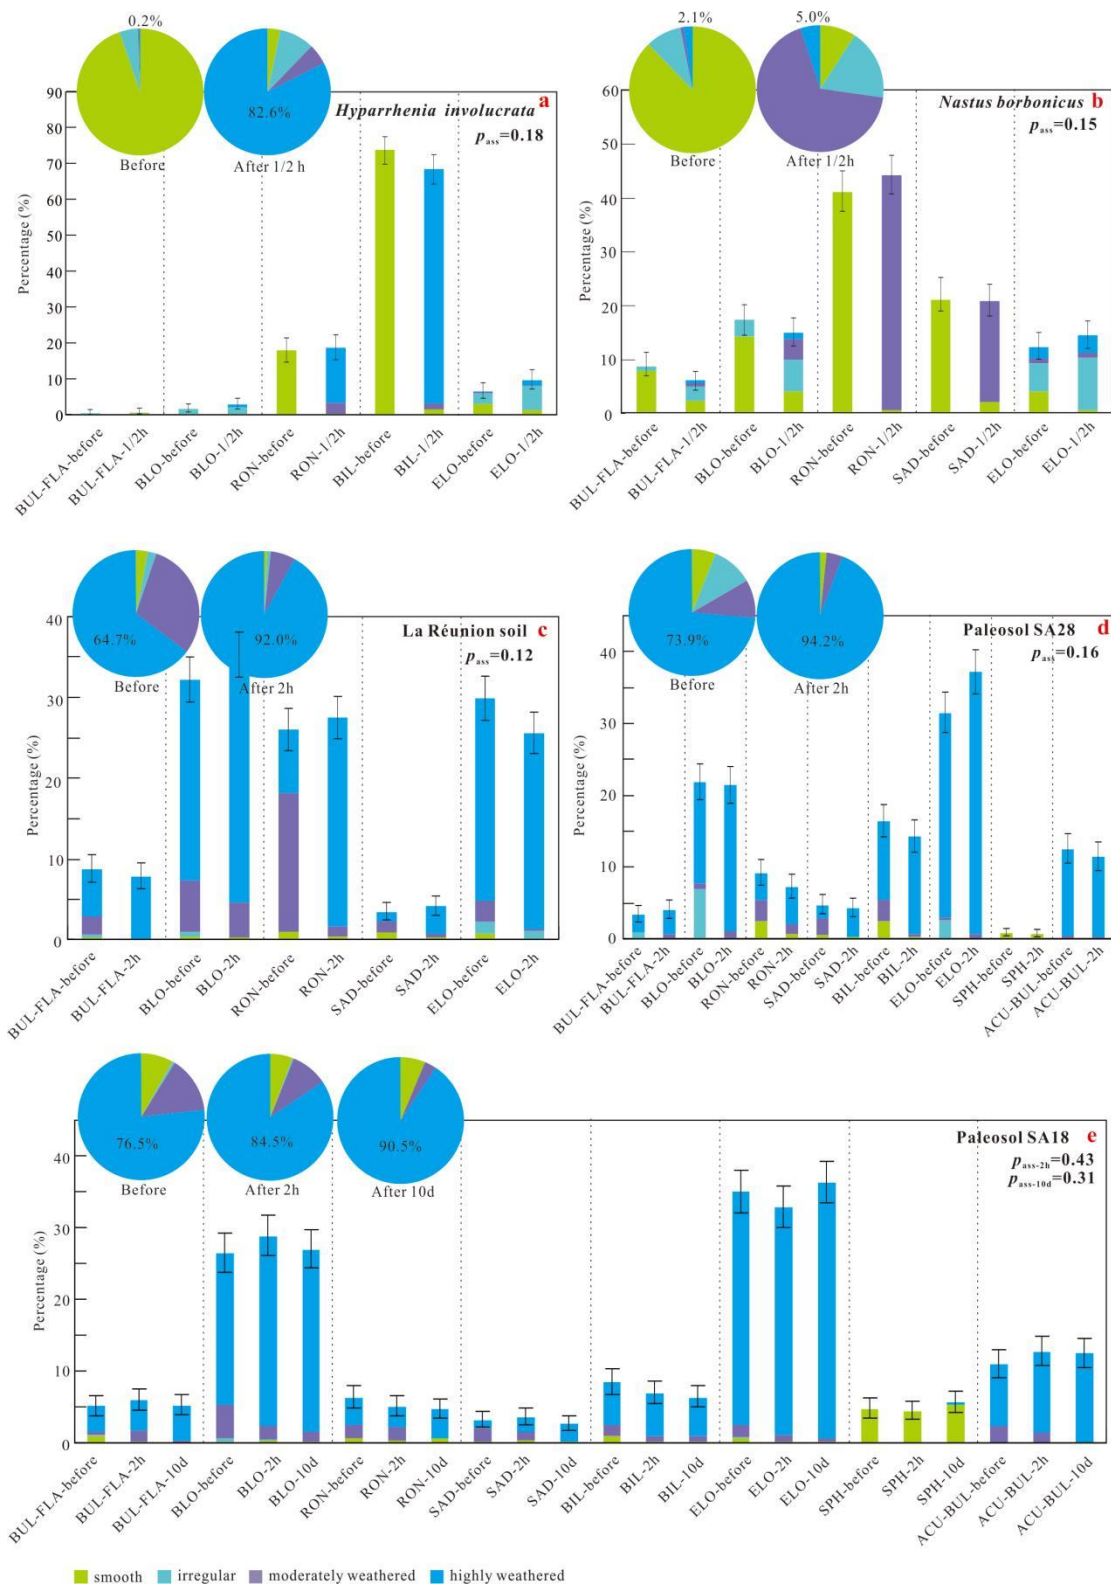 0.2%
82.6%
Before
After 1/2 h
Hyparrhenia involucrata a
pass=0.18
Percentage (%)
90
80
70
60
50
40
30
20
10
0
BUL-FLA-before
BUL-FLA-1/2h
BLO-before
BLO-1/2h
RON-before
RON-1/2h
BIL-before
BIL-1/2h
ELO-before
ELO-1/2h
2.1%
5.0%
Before
After 1/2h
Nastus borbonicus b
pass=0.15
Percentage (%)
60
50
40
30
20
10
0
BUL-FLA-before
BUL-FLA-1/2h
BLO-before
BLO-1/2h
RON-before
RON-1/2h
SAD-before
SAD-1/2h
ELO-before
ELO-1/2h
64.7%
92.0%
Before
After 2h
La Réunion soil c
pass=0.12
Percentage (%)
40
30
20
10
0
BUL-FLA-before
BUL-FLA-2h
BLO-before
BLO-2h
RON-before
RON-2h
SAD-before
SAD-2h
ELO-before
ELO-2h
73.9%
94.2%
Before
After 2h
Paleosol SA28 d
pass=0.16
Percentage (%)
40
30
20
10
0
BUL-FLA-before
BUL-FLA-2h
BLO-before
BLO-2h
RON-before
RON-2h
SAD-before
SAD-2h
BIL-before
BIL-2h
ELO-before
ELO-2h
SPH-before
SPH-2h
ACU-BUL-before
ACU-BUL-2h
76.5%
84.5%
90.5%
Before
After 2h
After 10d
Paleosol SA18 e
pass-2h=0.43
pass-10d=0.31
Percentage (%)
40
30
20
10
0
BUL-FLA-before
BUL-FLA-2h
BUL-FLA-10d
BLO-before
BLO-2h
BLO-10d
RON-before
RON-2h
RON-10d
SAD-before
SAD-2h
SAD-10d
BIL-before
BIL-2h
BIL-10d
ELO-before
ELO-2h
ELO-10d
SPH-before
SPH-2h
SPH-10d
ACU-BUL-before
ACU-BUL-2h
ACU-BUL-10d
smooth irregular moderately weathered highly weathered